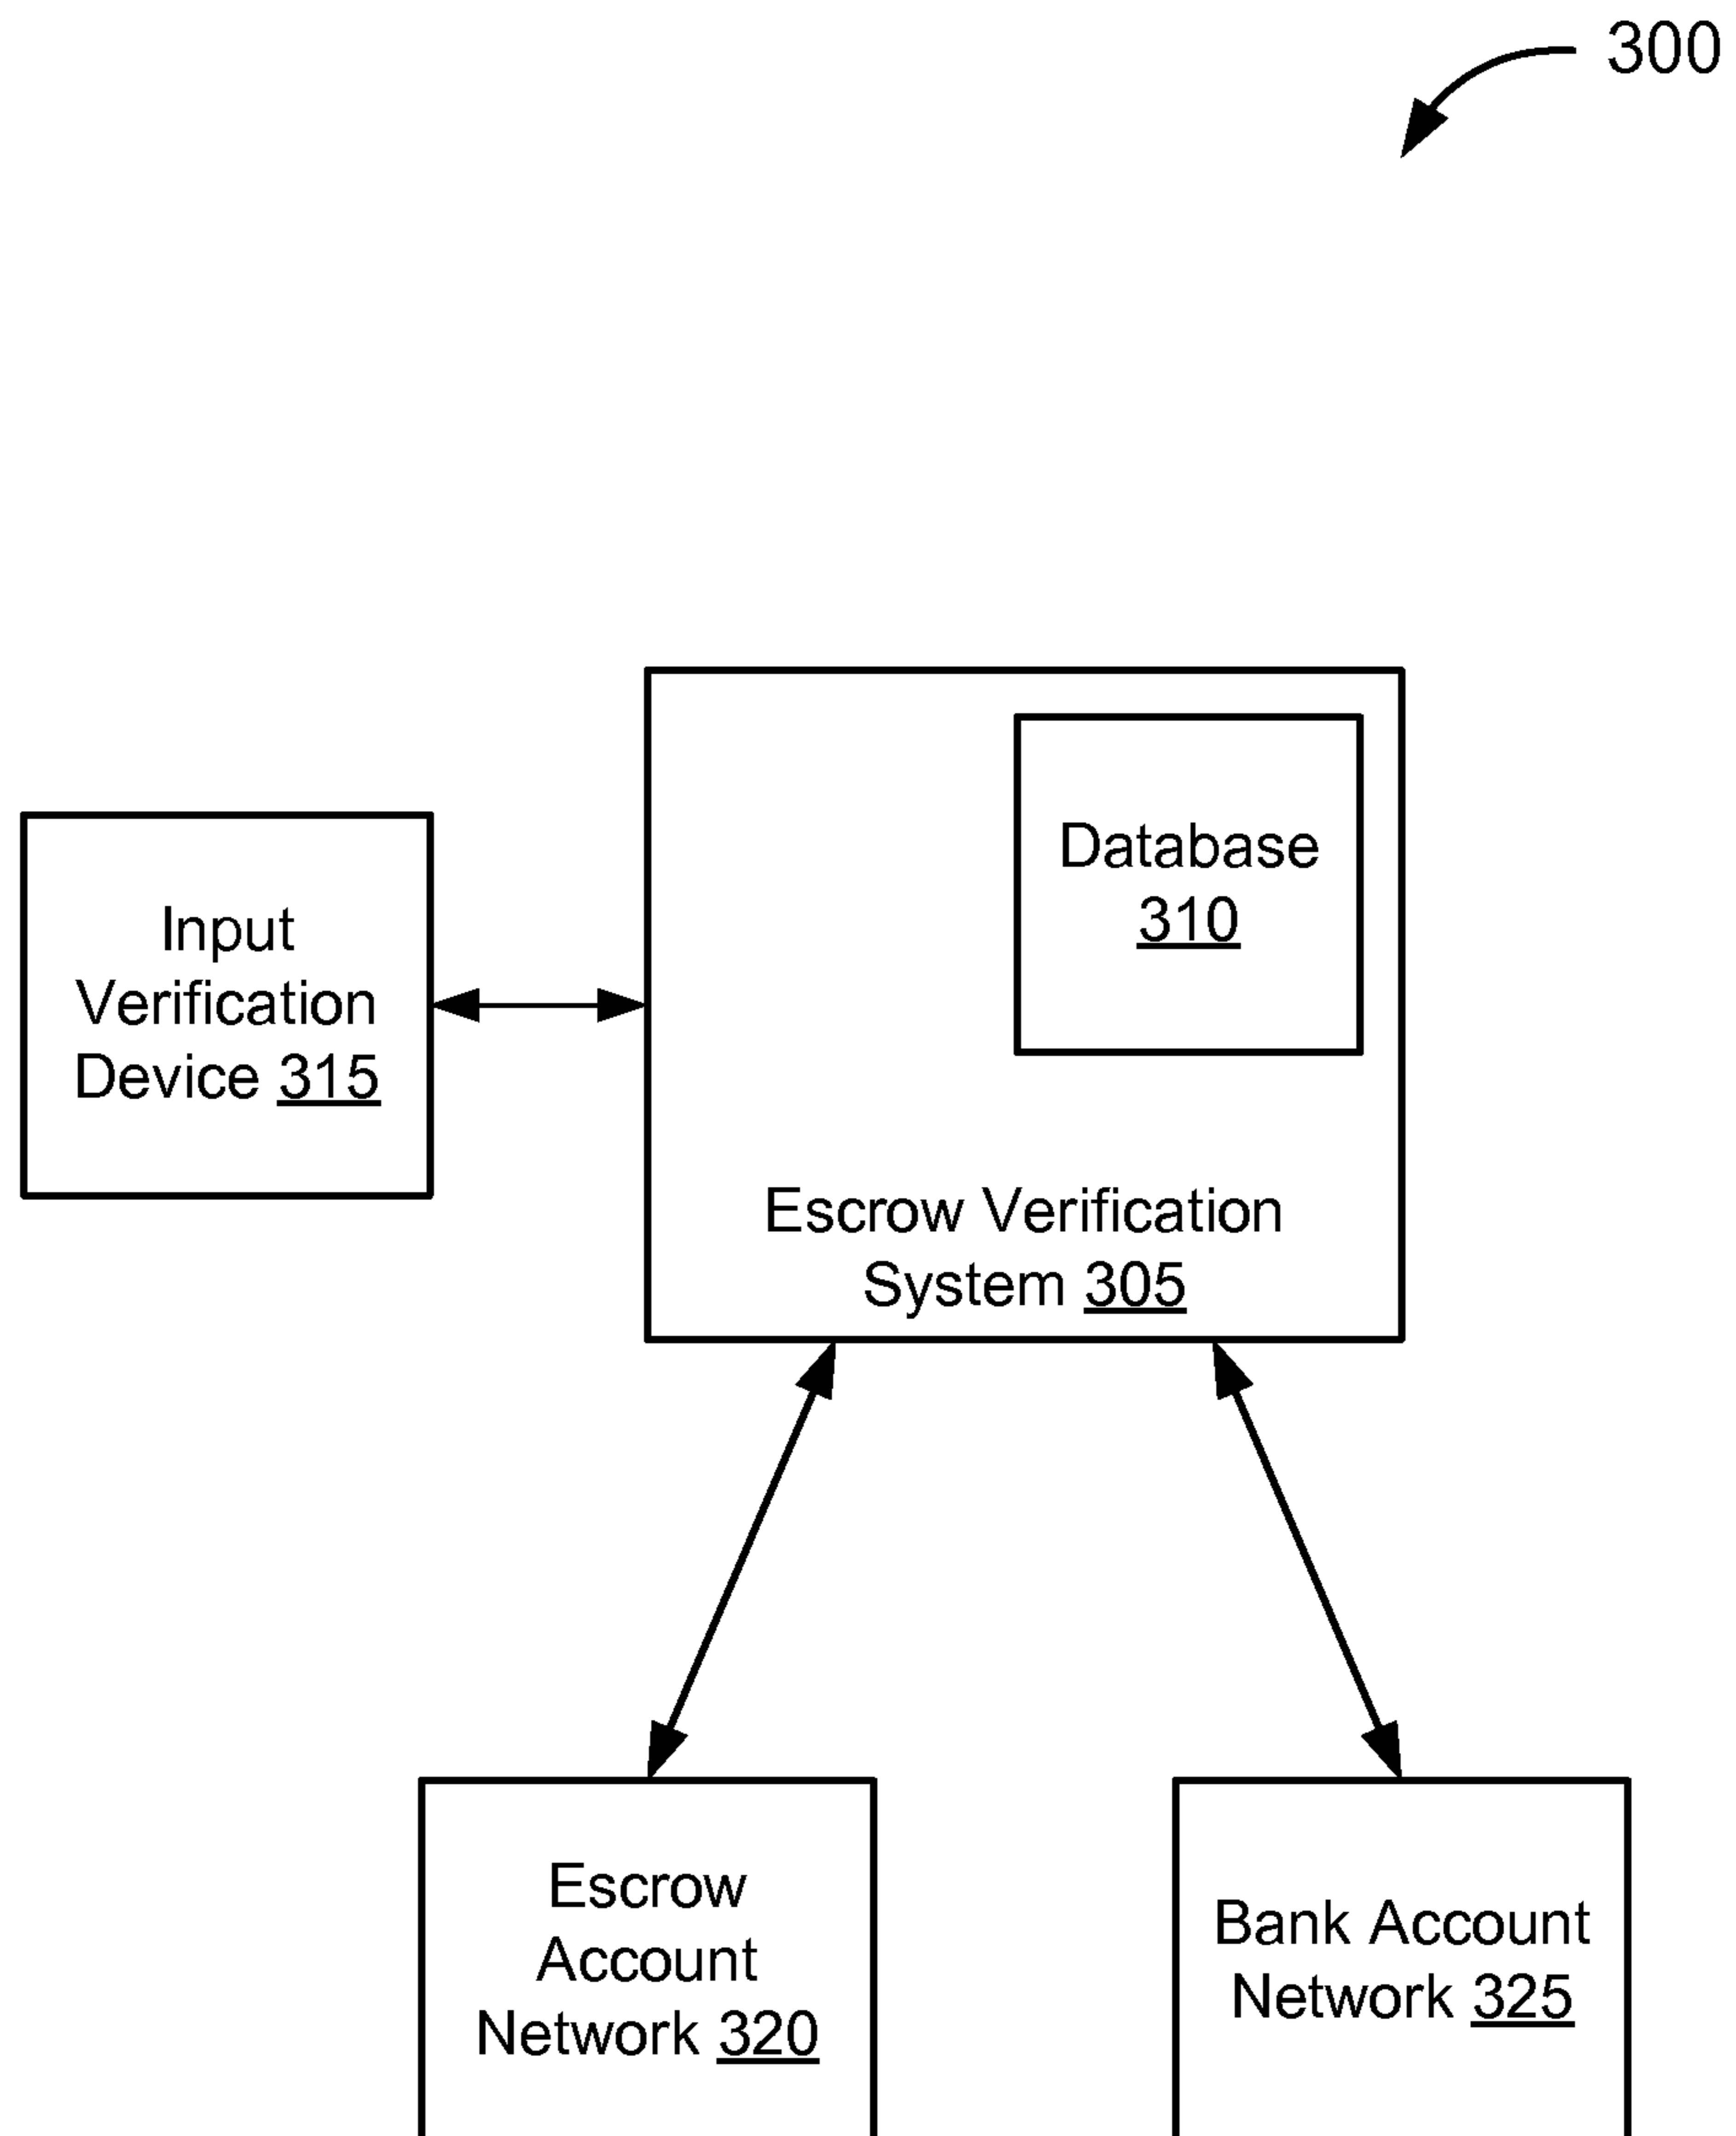 300
Database
310
Input
Verification
Device 315
Escrow Verification
System 305
Escrow
Account
Network 320
Bank Account
Network 325